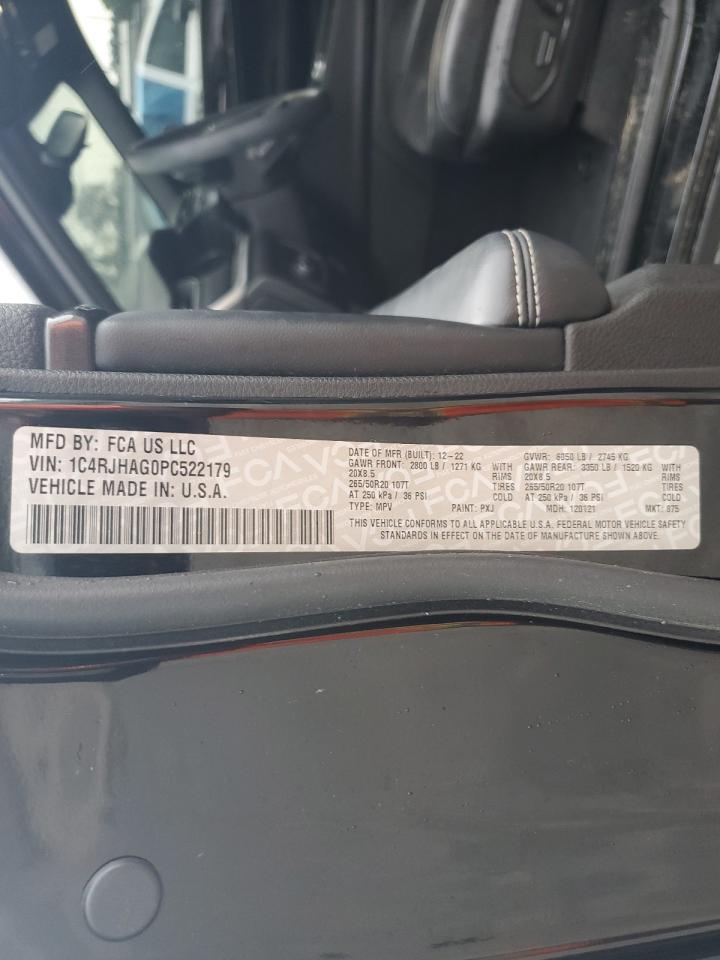 MFD BY: FCA US LLC
VIN: 1C4RJHAG0PC522179
VEHICLE MADE IN: U.S.A.
DATE OF MFR (BUILT): 12-22 GVWR: 6050 LB / 2745 KG
GAWR FRONT: 2800 LB / 1271 KG WITH GAWR REAR: 3350 LB / 1520 KG WITH
20X8.5 RIMS 20X8.5 RIMS
265/50R20 107T TIRES 265/50R20 107T TIRES
AT 250 kPa / 36 PSI COLD AT 250 kPa / 36 PSI COLD
TYPE: MPV PAINT: PXJ MDH: 120121 MKT: 875
THIS VEHICLE CONFORMS TO ALL APPLICABLE U.S.A. FEDERAL MOTOR VEHICLE SAFETY
STANDARDS IN EFFECT ON THE DATE OF MANUFACTURE SHOWN ABOVE.